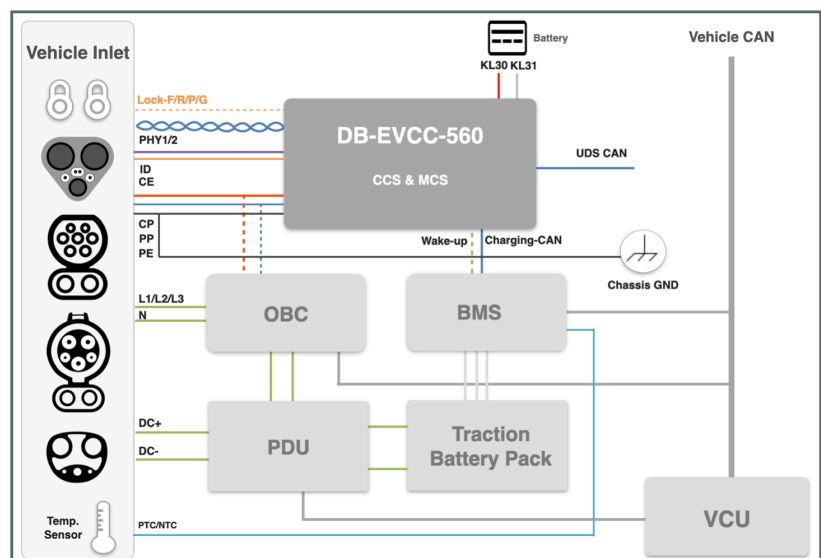 Vehicle Inlet
Battery
KL30 KL31
Vehicle CAN
Lock-F/R/P/G
PHY1/2
ID
CE
CP
PP
PE
DB-EVCC-560
CCS & MCS
UDS CAN
Wake-up
Charging-CAN
Chassis GND
L1/L2/L3
N
OBC
BMS
DC+
DC-
PDU
Traction
Battery Pack
Temp.
Sensor
PTC/NTC
VCU